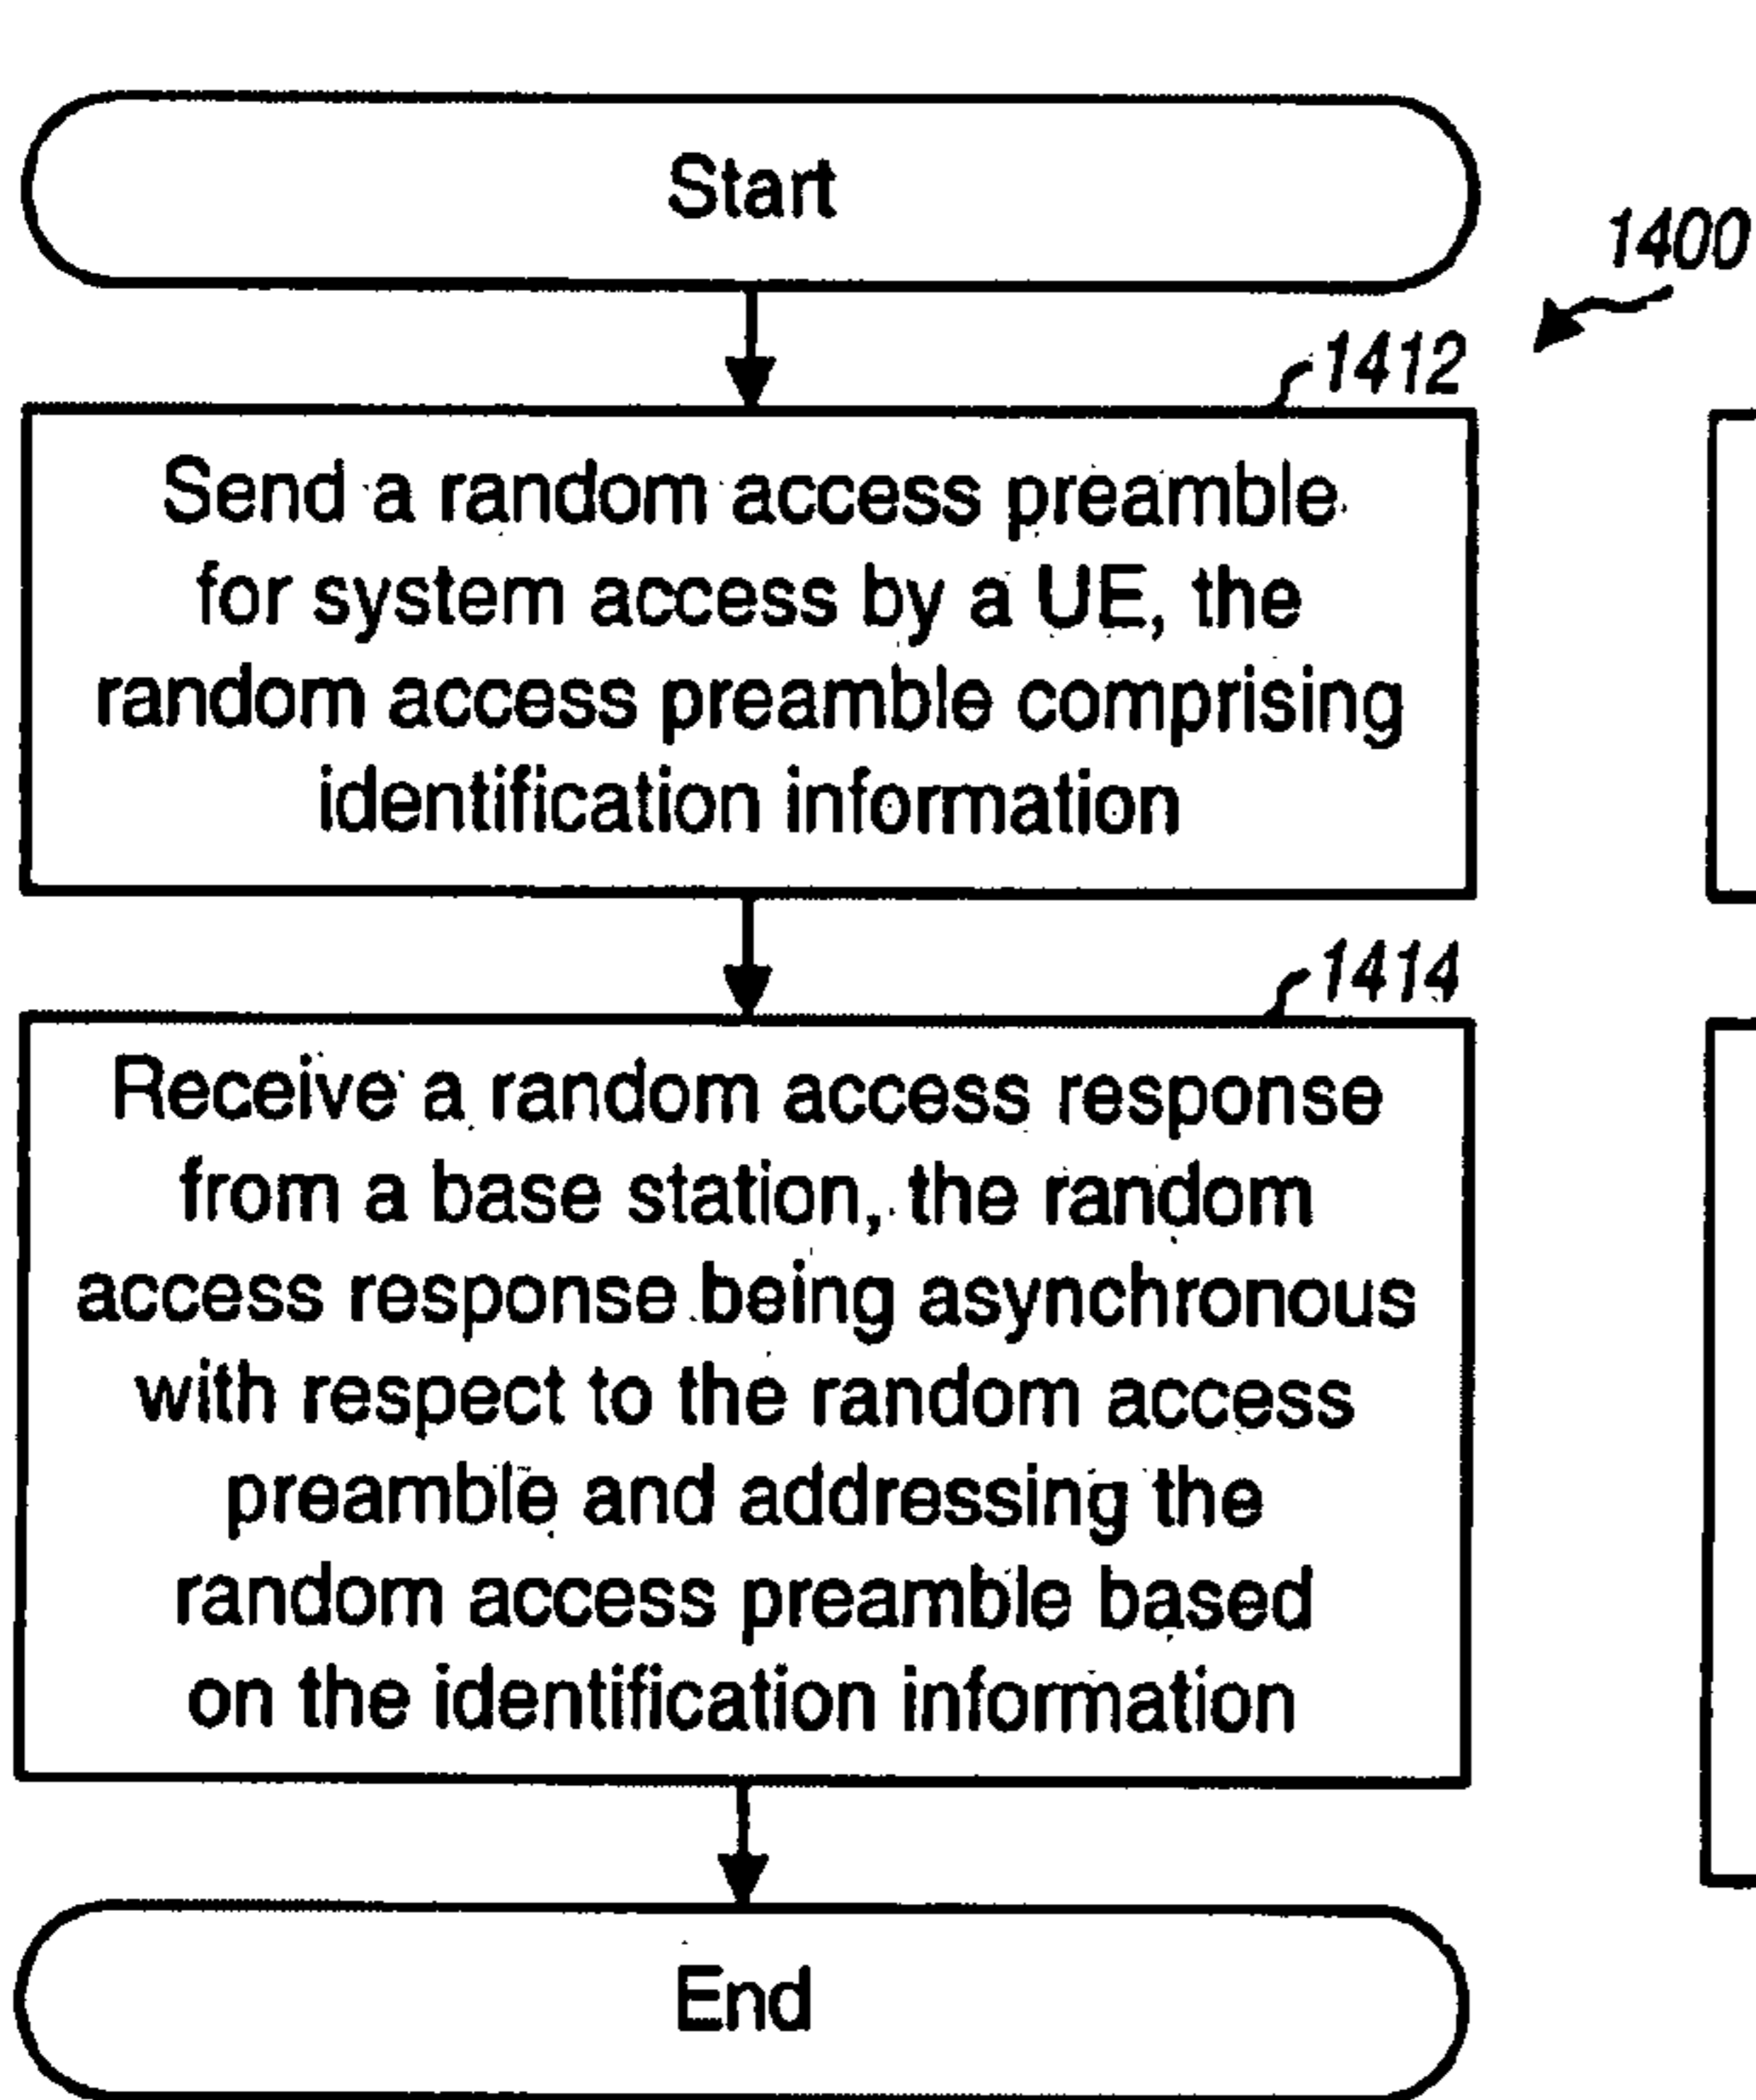 Start
1400
1412
Send a random access preamble
for system access by a UE, the
random access preamble comprising
identification information
1414
Receive a random access response
from a base station, the random
access response being asynchronous
with respect to the random access
preamble and addressing the
random access preamble based
on the identification information
End